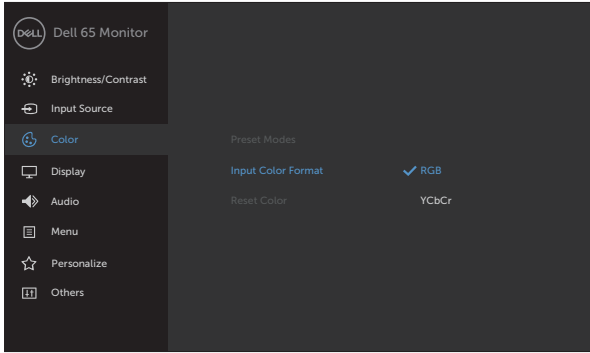 DELL Dell 65 Monitor
Brightness/Contrast
Input Source
Color
Preset Modes
Display
Input Color Format
RGB
Audio
Reset Color
YCbCr
Menu
Personalize
Others